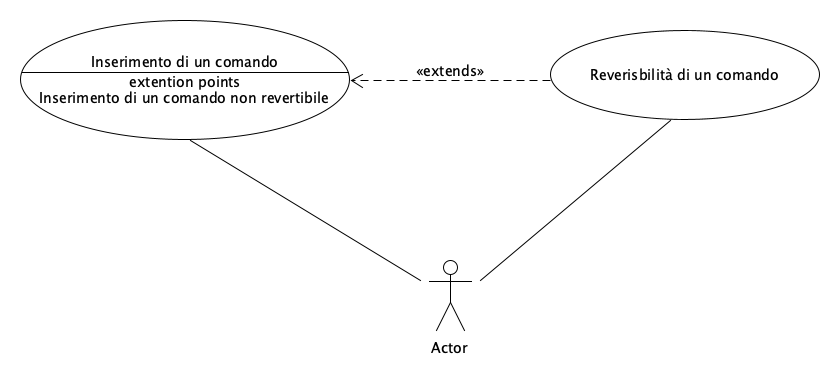 Inserimento di un comando
extention points
Inserimento di un comando non revertibile
«extends»
Reverisbilità di un comando
Actor